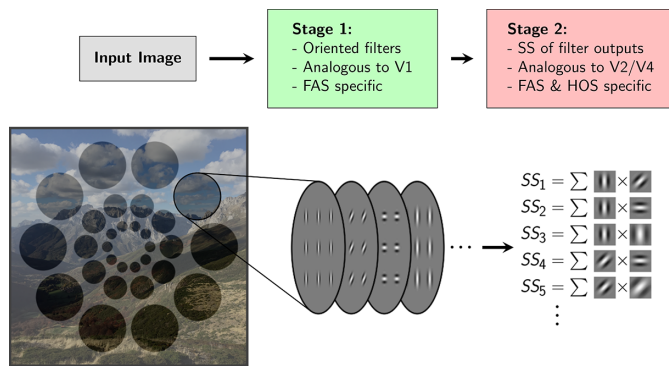 Input Image
Stage 1:
- Oriented filters
- Analogous to V1
- FAS specific
Stage 2:
- SS of filter outputs
- Analogous to V2/V4
- FAS & HOS specific
SS₁ = ∑ ×
SS₂ = ∑ ×
SS₃ = ∑ ×
SS₄ = ∑ ×
SS₅ = ∑ ×